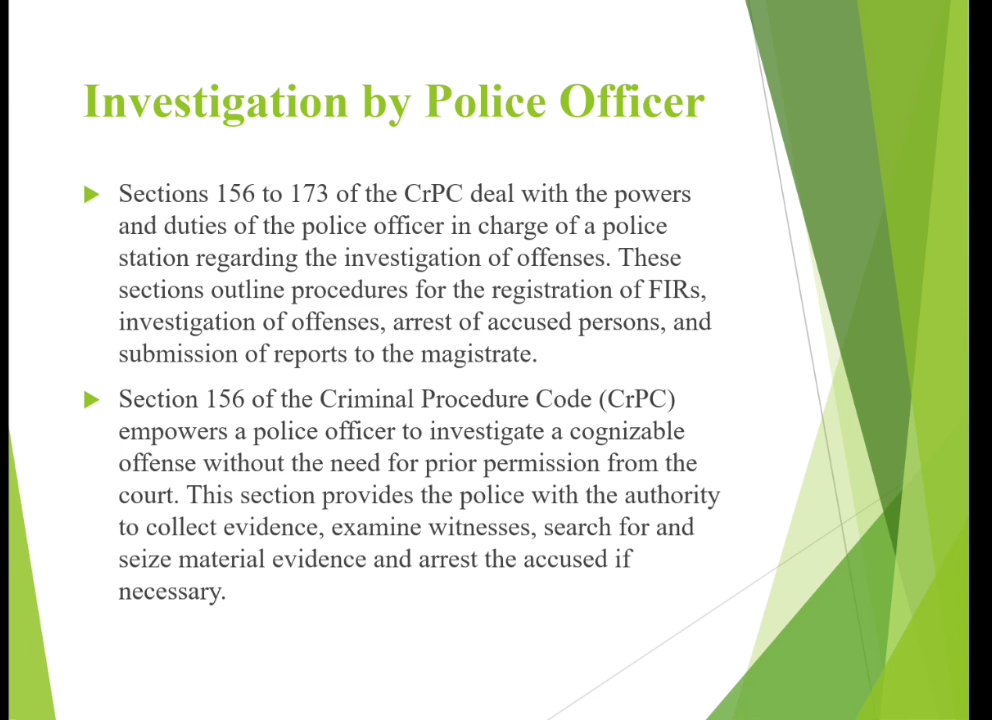 Investigation by Police Officer
Sections 156 to 173 of the CrPC deal with the powers
and duties of the police officer in charge of a police
station regarding the investigation of offenses. These
sections outline procedures for the registration of FIRs,
investigation of offenses, arrest of accused persons, and
submission of reports to the magistrate.
Section 156 of the Criminal Procedure Code (CrPC)
empowers a police officer to investigate a cognizable
offense without the need for prior permission from the
court. This section provides the police with the authority
to collect evidence, examine witnesses, search for and
seize material evidence and arrest the accused if
necessary.